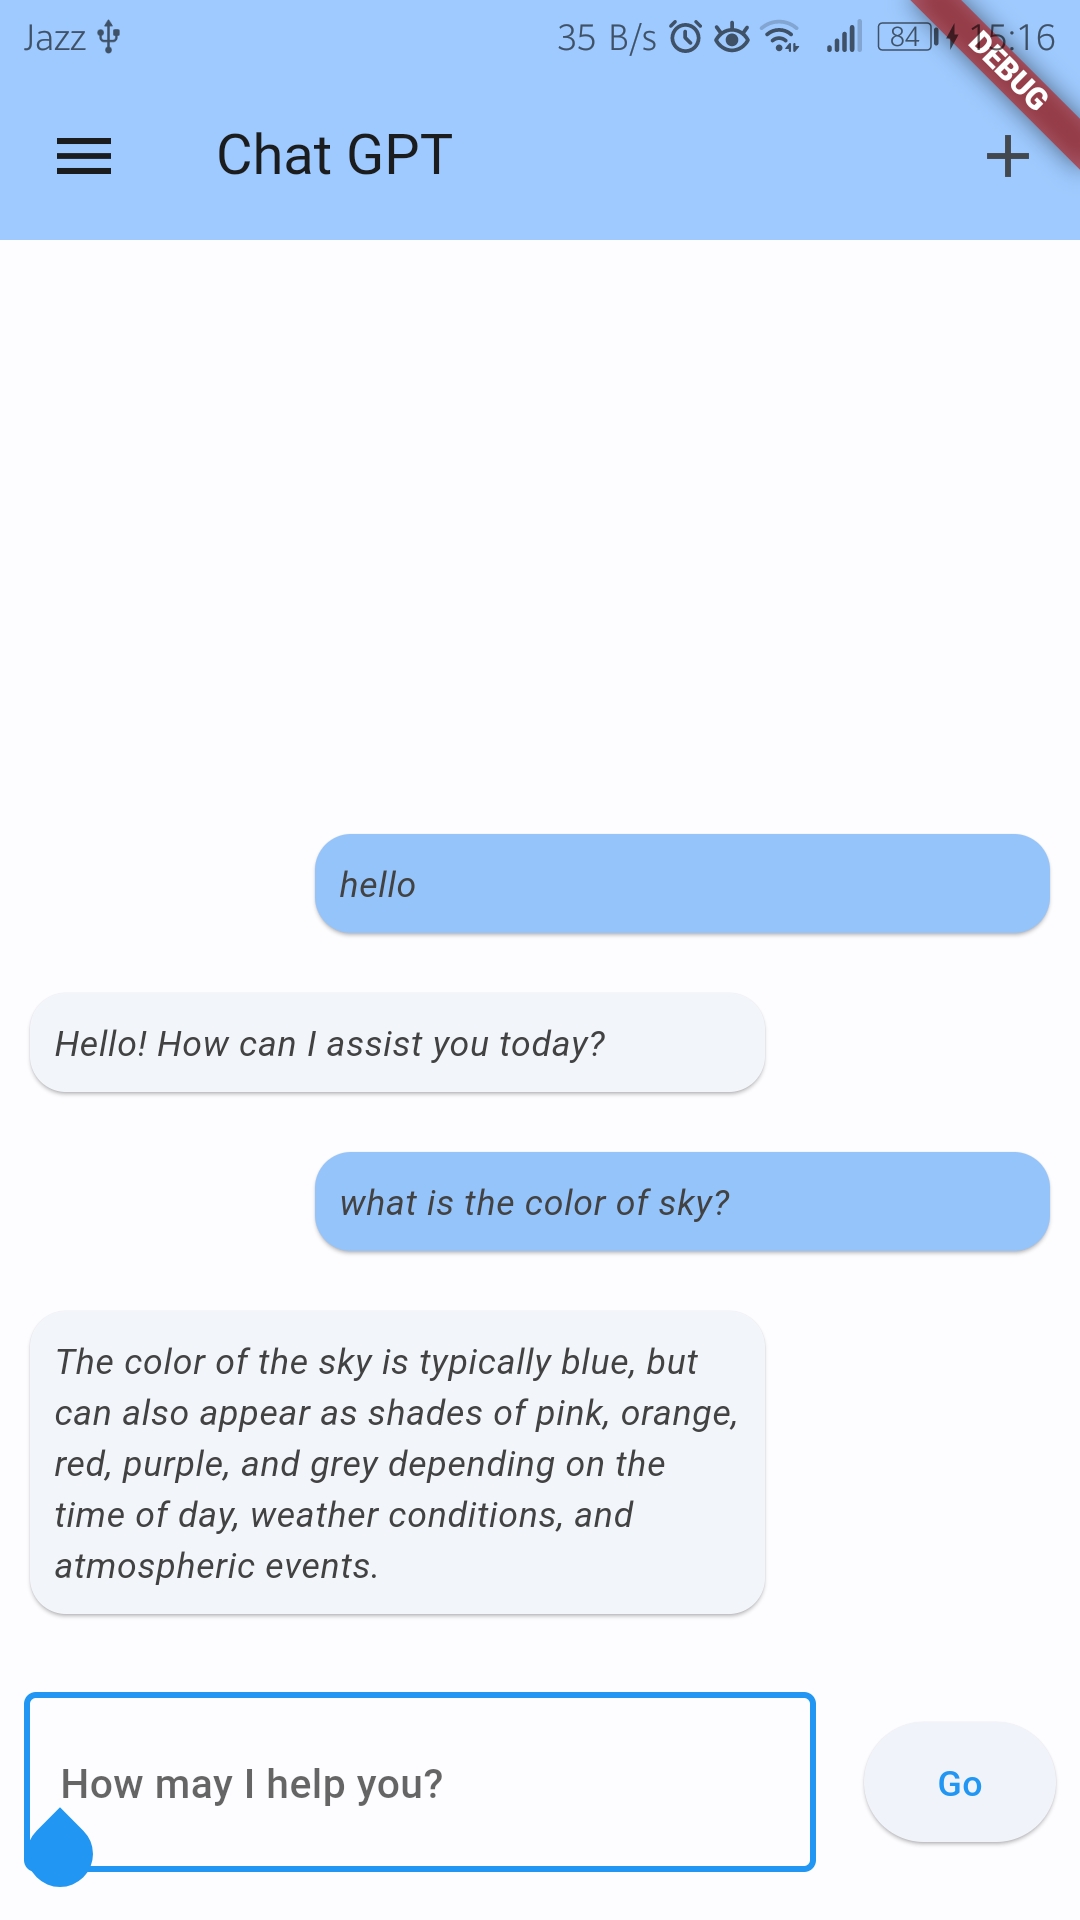 Jazz 35 B/s 84 15:16
DEBUG
Chat GPT
hello
Hello! How can I assist you today?
what is the color of sky?
The color of the sky is typically blue, but
can also appear as shades of pink, orange,
red, purple, and grey depending on the
time of day, weather conditions, and
atmospheric events.
How may I help you?
Go